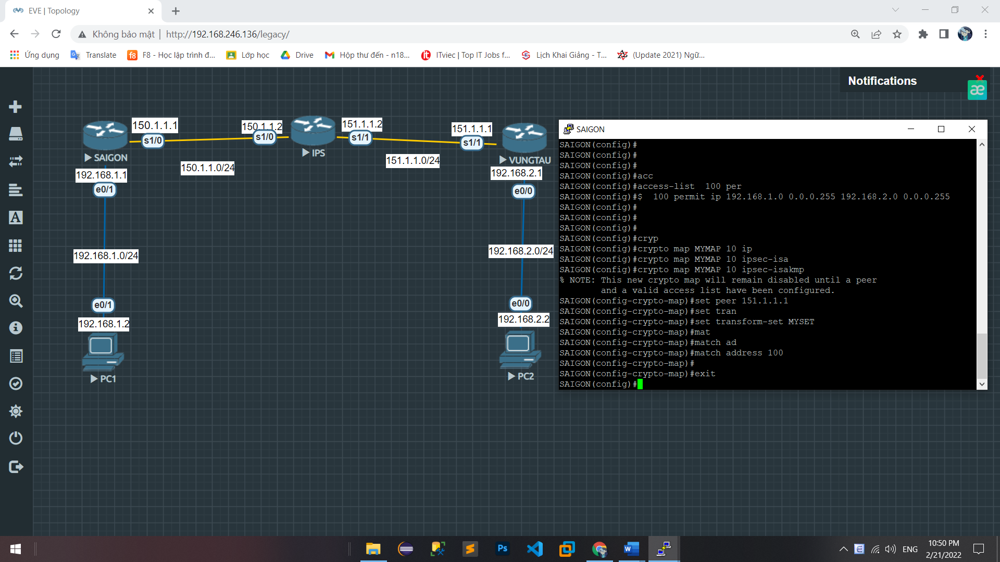 EVE | Topology
Không bảo mật | http://192.168.246.136/legacy/
Ứng dụng
Translate
F8 - Học lập trình đ...
Lớp học
Drive
Hộp thư đến - n18...
ITviec | Top IT Jobs f...
Lịch Khai Giảng - T...
(Update 2021) Ngữ...
Notifications
æ
150.1.1.1
s1/0
150.1.1.2
s1/0
151.1.1.2
s1/1
151.1.1.1
s1/1
SAIGON
IPS
VUNGTAU
150.1.1.0/24
151.1.1.0/24
192.168.1.1
e0/1
192.168.2.1
e0/0
192.168.1.0/24
192.168.2.0/24
e0/1
192.168.1.2
e0/0
192.168.2.2
PC1
PC2
SAIGON
SAIGON(config)#
SAIGON(config)#
SAIGON(config)#
SAIGON(config)#acc
SAIGON(config)#access-list  100 per
SAIGON(config)#$  100 permit ip 192.168.1.0 0.0.0.255 192.168.2.0 0.0.0.255
SAIGON(config)#
SAIGON(config)#
SAIGON(config)#
SAIGON(config)#cryp
SAIGON(config)#crypto map MYMAP 10 ip
SAIGON(config)#crypto map MYMAP 10 ipsec-isa
SAIGON(config)#crypto map MYMAP 10 ipsec-isakmp
% NOTE: This new crypto map will remain disabled until a peer
and a valid access list have been configured.
SAIGON(config-crypto-map)#set peer 151.1.1.1
SAIGON(config-crypto-map)#set tran
SAIGON(config-crypto-map)#set transform-set MYSET
SAIGON(config-crypto-map)#mat
SAIGON(config-crypto-map)#match ad
SAIGON(config-crypto-map)#match address 100
SAIGON(config-crypto-map)#
SAIGON(config-crypto-map)#exit
SAIGON(config)#
Ps
ENG
10:50 PM
2/21/2022